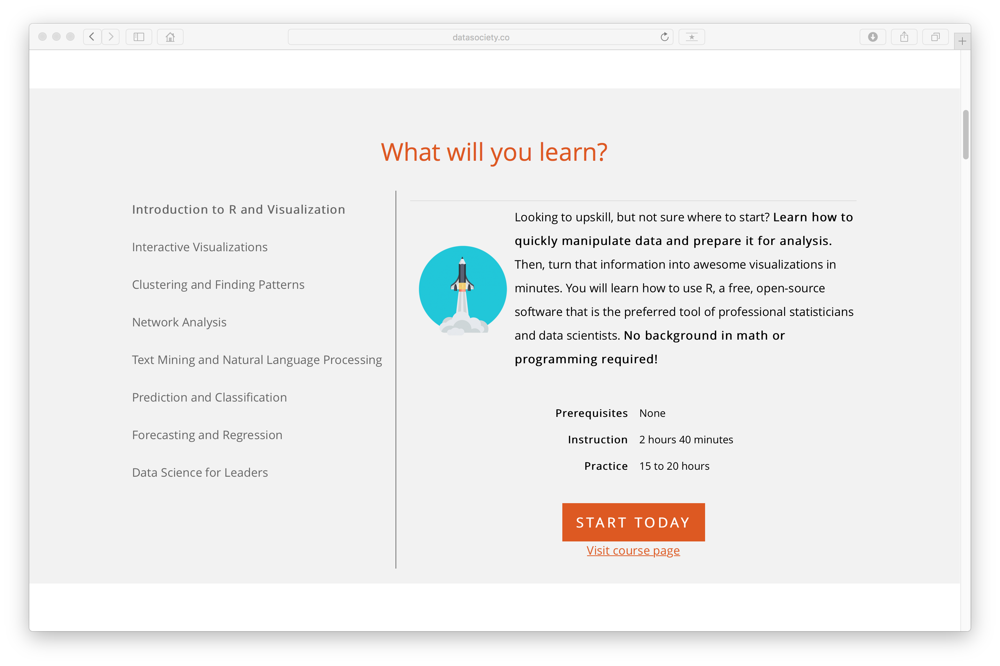 datasociety.co
What will you learn?
Introduction to R and Visualization
Interactive Visualizations
Clustering and Finding Patterns
Network Analysis
Text Mining and Natural Language Processing
Prediction and Classification
Forecasting and Regression
Data Science for Leaders
Looking to upskill, but not sure where to start? Learn how to
quickly manipulate data and prepare it for analysis.
Then, turn that information into awesome visualizations in
minutes. You will learn how to use R, a free, open-source
software that is the preferred tool of professional statisticians
and data scientists. No background in math or
programming required!
Prerequisites None
Instruction 2 hours 40 minutes
Practice 15 to 20 hours
START TODAY
Visit course page